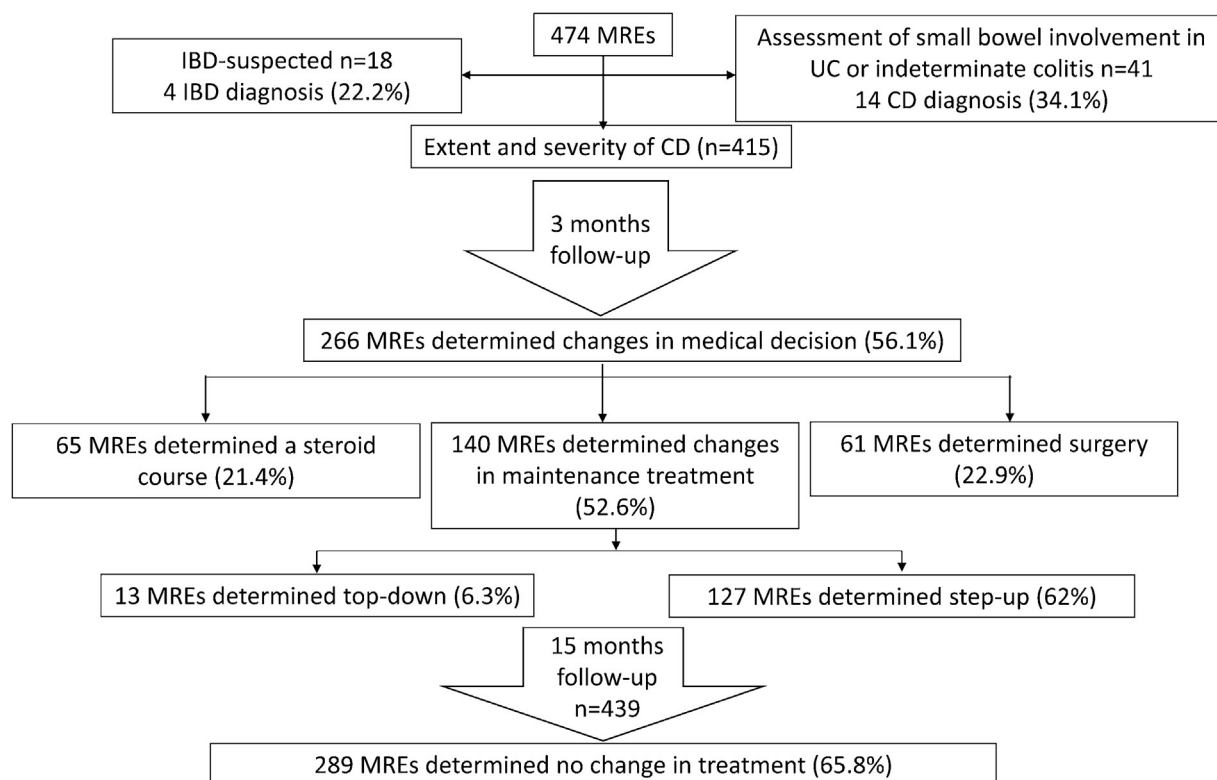 474 MREs
IBD-suspected n=18
4 IBD diagnosis (22.2%)
Assessment of small bowel involvement in
UC or indeterminate colitis n=41
14 CD diagnosis (34.1%)
Extent and severity of CD (n=415)
3 months
follow-up
266 MREs determined changes in medical decision (56.1%)
65 MREs determined a steroid
course (21.4%)
140 MREs determined changes
in maintenance treatment
(52.6%)
61 MREs determined surgery
(22.9%)
13 MREs determined top-down (6.3%)
127 MREs determined step-up (62%)
15 months
follow-up
n=439
289 MREs determined no change in treatment (65.8%)